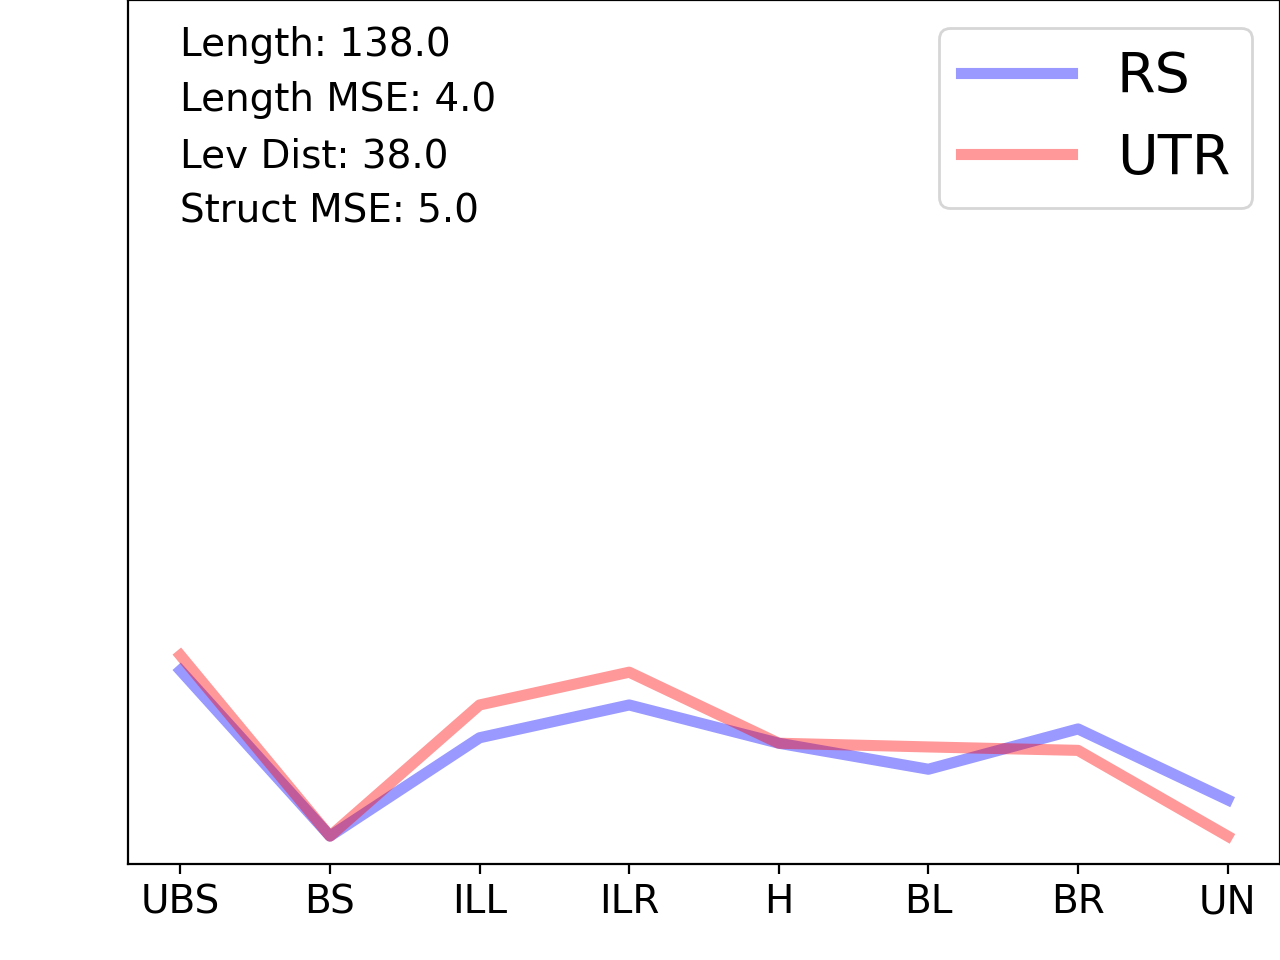 Length: 138.0
Length MSE: 4.0
Lev Dist: 38.0
Struct MSE: 5.0
RS
UTR
UBS BS ILL ILR H BL BR UN